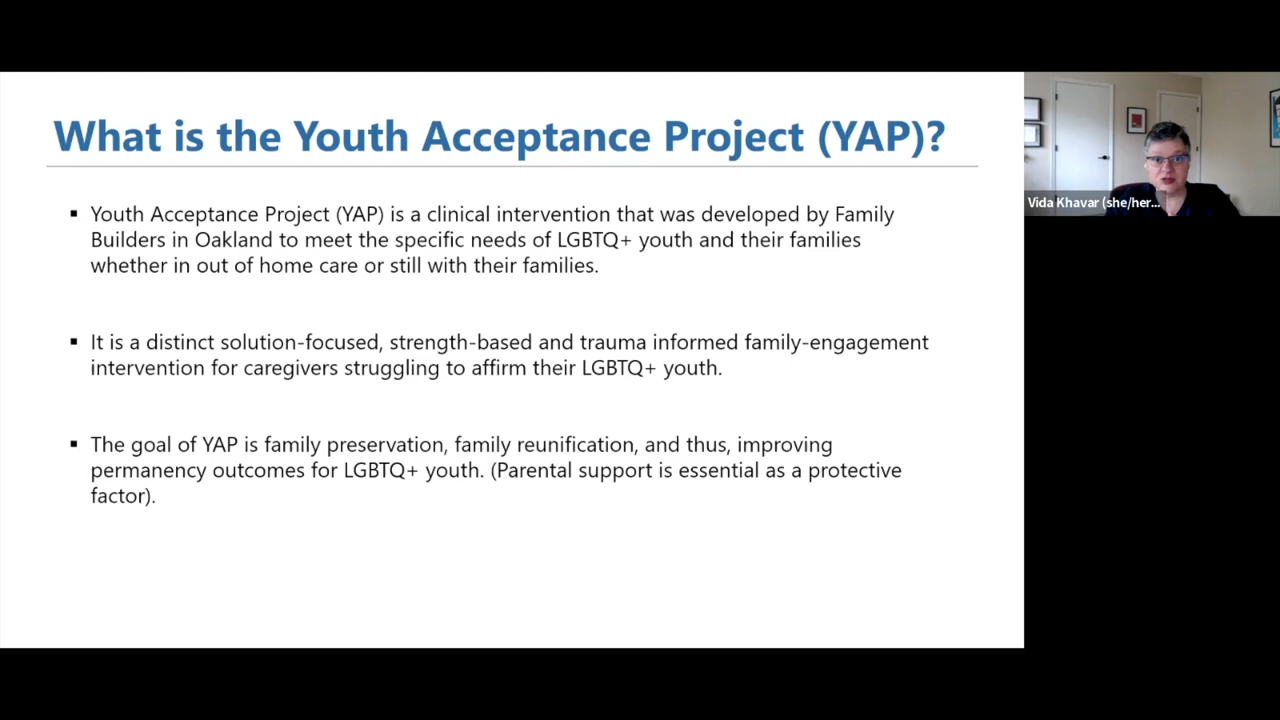 What is the Youth Acceptance Project (YAP)?
▪ Youth Acceptance Project (YAP) is a clinical intervention that was developed by Family
Builders in Oakland to meet the specific needs of LGBTQ+ youth and their families
whether in out of home care or still with their families.
▪ It is a distinct solution-focused, strength-based and trauma informed family-engagement
intervention for caregivers struggling to affirm their LGBTQ+ youth.
▪ The goal of YAP is family preservation, family reunification, and thus, improving
permanency outcomes for LGBTQ+ youth. (Parental support is essential as a protective
factor).
Vida Khavar (she/her...